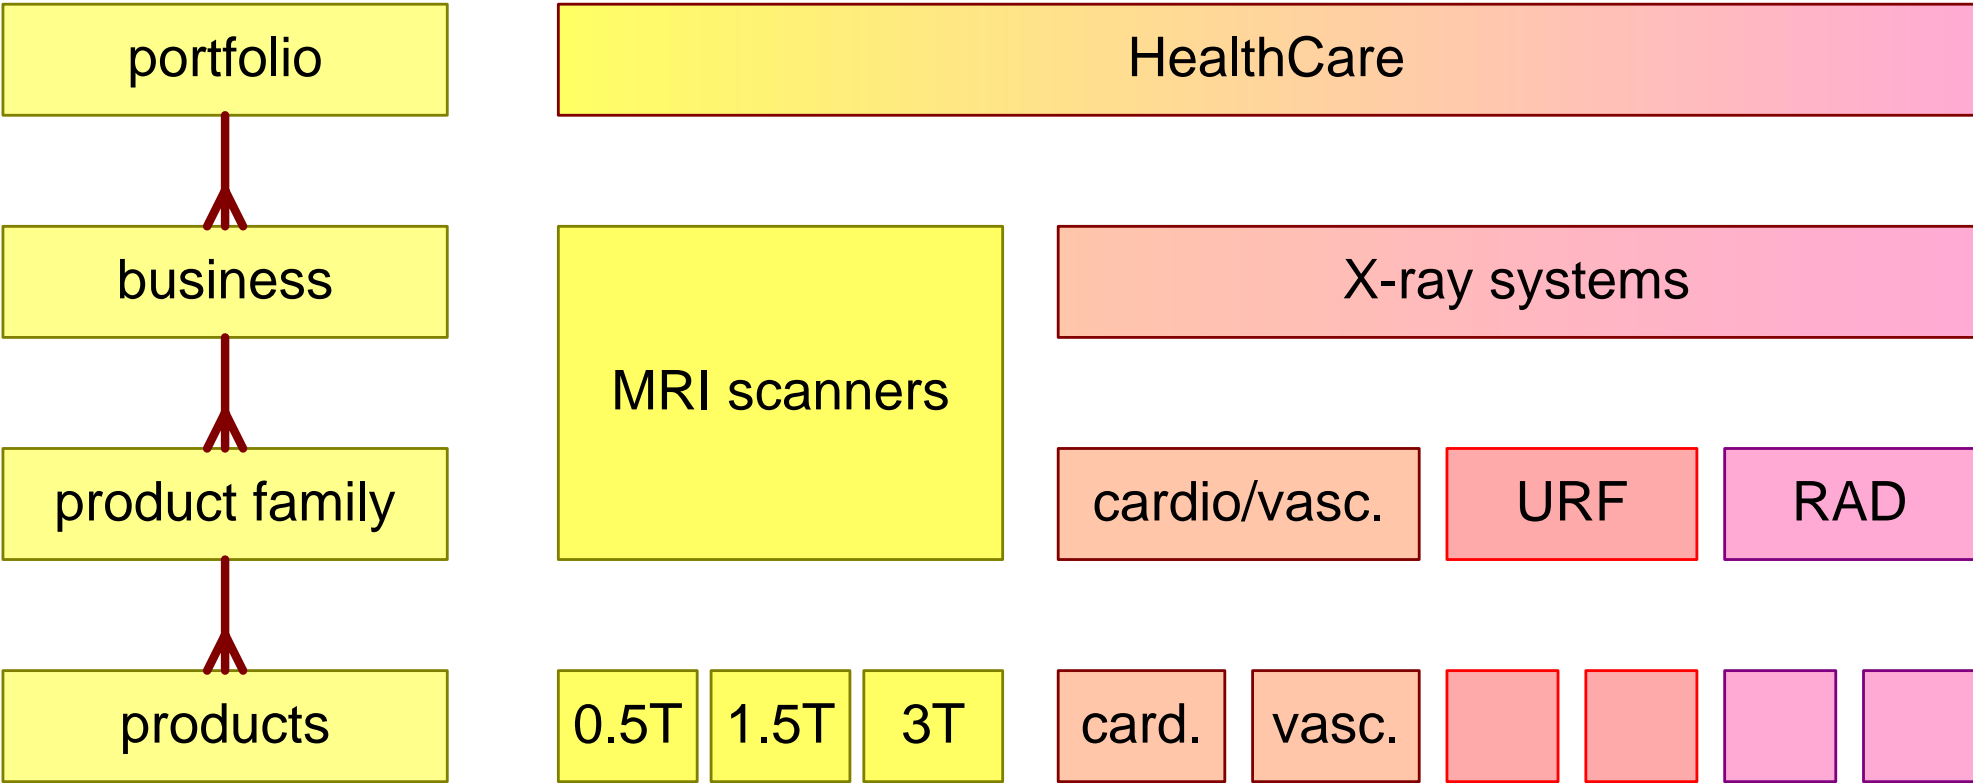 portfolio
HealthCare
business
X-ray systems
MRI scanners
product family
cardio/vasc.
URF
RAD
products
0.5T
1.5T
3T
card.
vasc.